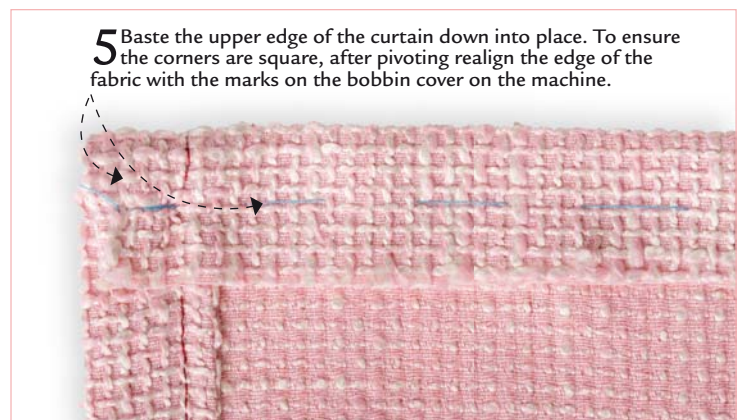 5 Baste the upper edge of the curtain down into place. To ensure
the corners are square, after pivoting realign the edge of the
fabric with the marks on the bobbin cover on the machine.